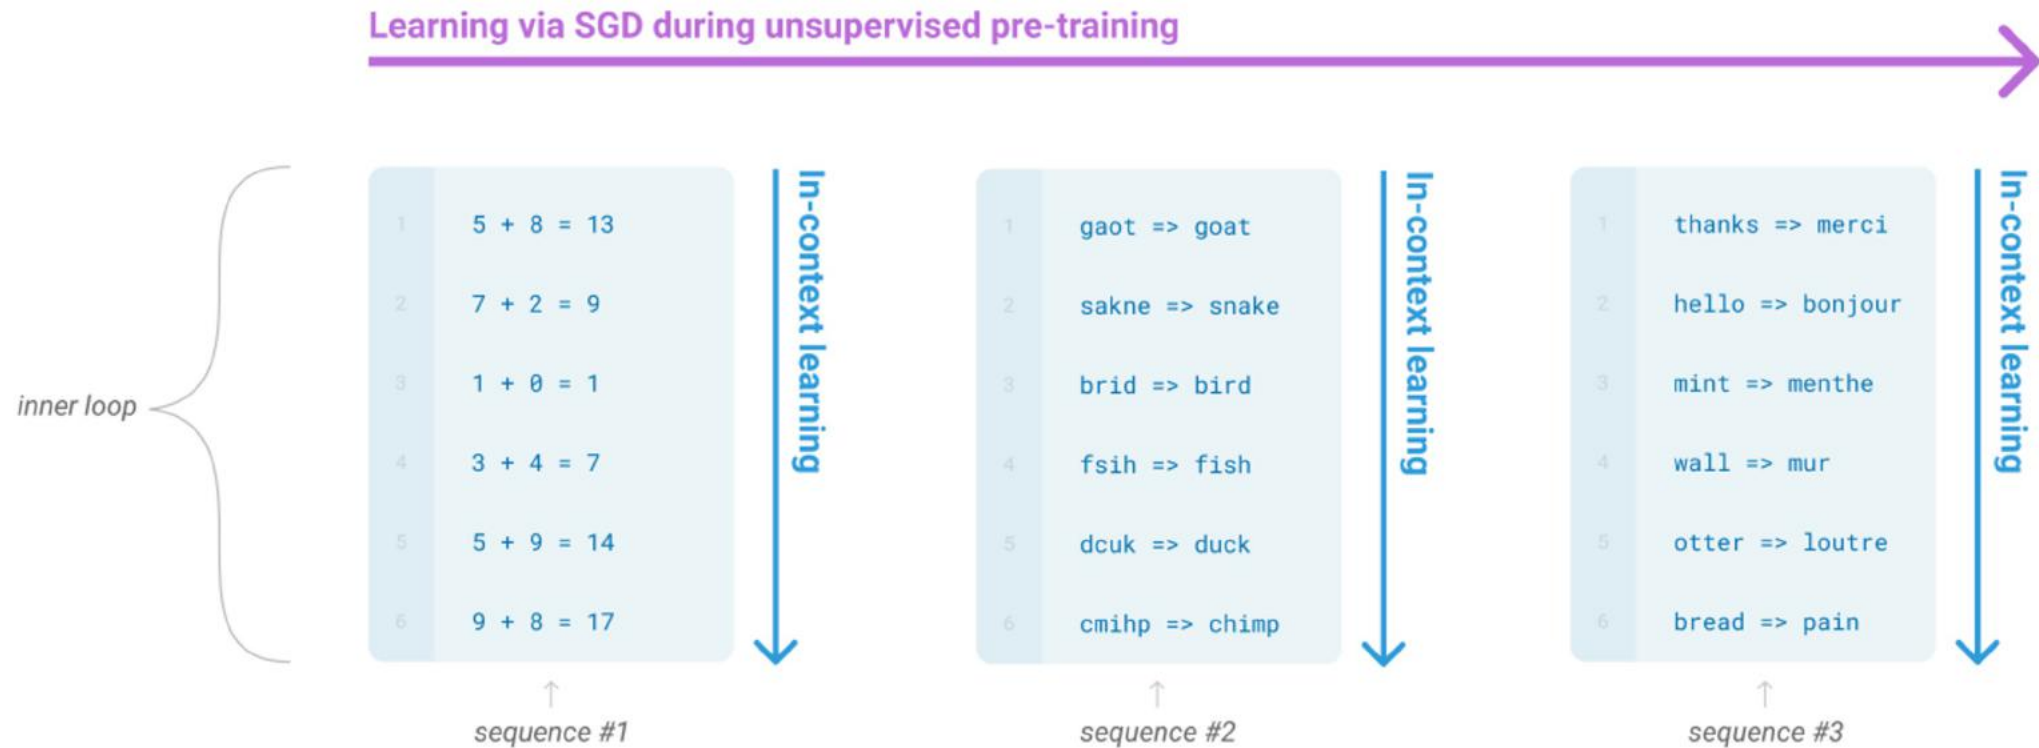 Learning via SGD during unsupervised pre-training
inner loop
1 5 + 8 = 13
2 7 + 2 = 9
3 1 + 0 = 1
4 3 + 4 = 7
5 5 + 9 = 14
6 9 + 8 = 17
In-context learning
sequence #1
1 gaot => goat
2 sakne => snake
3 brid => bird
4 fsih => fish
5 dcuk => duck
6 cmihp => chimp
In-context learning
sequence #2
1 thanks => merci
2 hello => bonjour
3 mint => menthe
4 wall => mur
5 otter => loutre
6 bread => pain
In-context learning
sequence #3